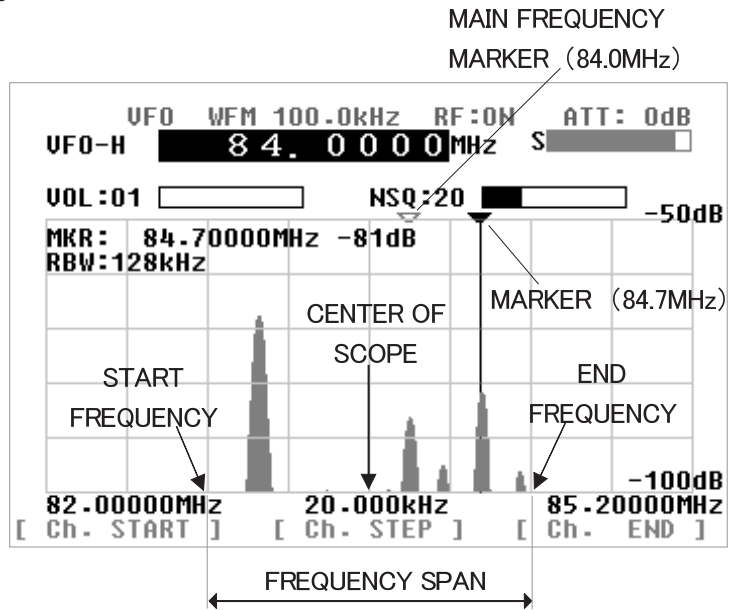 MAIN FREQUENCY
MARKER (84.0MHz)
VFO WFM 100.0kHz RF:ON ATT: 0dB
VFO-H 84.0000MHz S
VOL:01 NSQ:20
-50dB
MKR: 84.70000MHz -81dB
RBW:128kHz
MARKER (84.7MHz)
CENTER OF
SCOPE
START
FREQUENCY
END
FREQUENCY
-100dB
82.00000MHz 20.000kHz 85.20000MHz
[ Ch. START ] [ Ch. STEP ] [ Ch. END ]
FREQUENCY SPAN